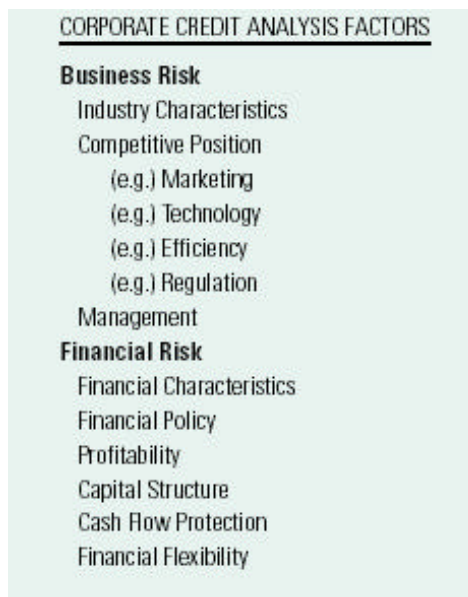 CORPORATE CREDIT ANALYSIS FACTORS
Business Risk
Industry Characteristics
Competitive Position
(e.g.) Marketing
(e.g.) Technology
(e.g.) Efficiency
(e.g.) Regulation
Management
Financial Risk
Financial Characteristics
Financial Policy
Profitability
Capital Structure
Cash Flow Protection
Financial Flexibility